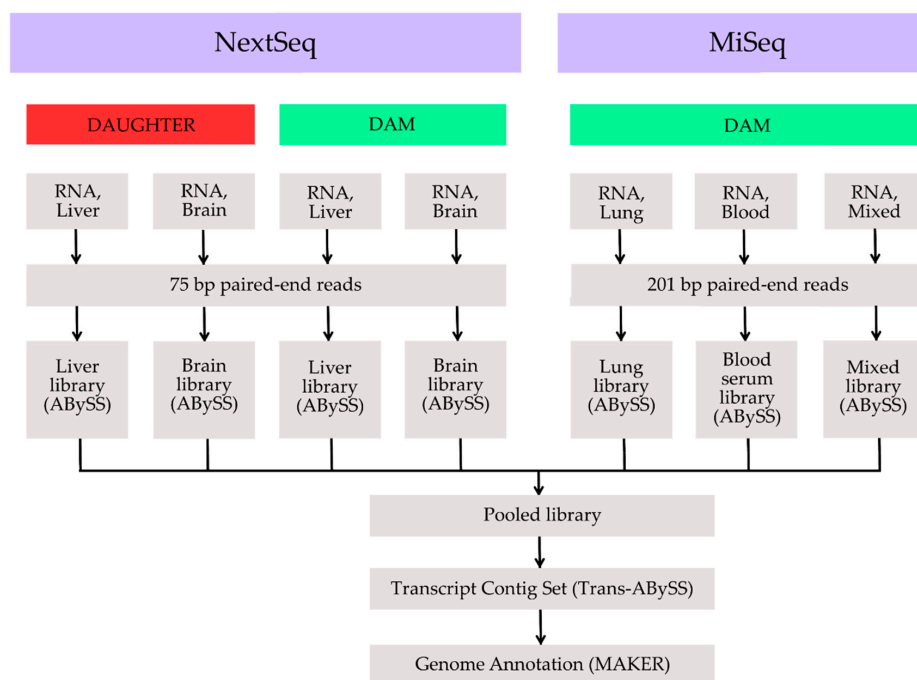 NextSeq
MiSeq
DAUGHTER
DAM
DAM
RNA,
Liver
RNA,
Brain
RNA,
Liver
RNA,
Brain
RNA,
Lung
RNA,
Blood
RNA,
Mixed
75 bp paired-end reads
201 bp paired-end reads
Liver
library
(ABySS)
Brain
library
(ABySS)
Liver
library
(ABySS)
Brain
library
(ABySS)
Lung
library
(ABySS)
Blood
serum
library
(ABySS)
Mixed
library
(ABySS)
Pooled library
Transcript Contig Set (Trans-ABySS)
Genome Annotation (MAKER)